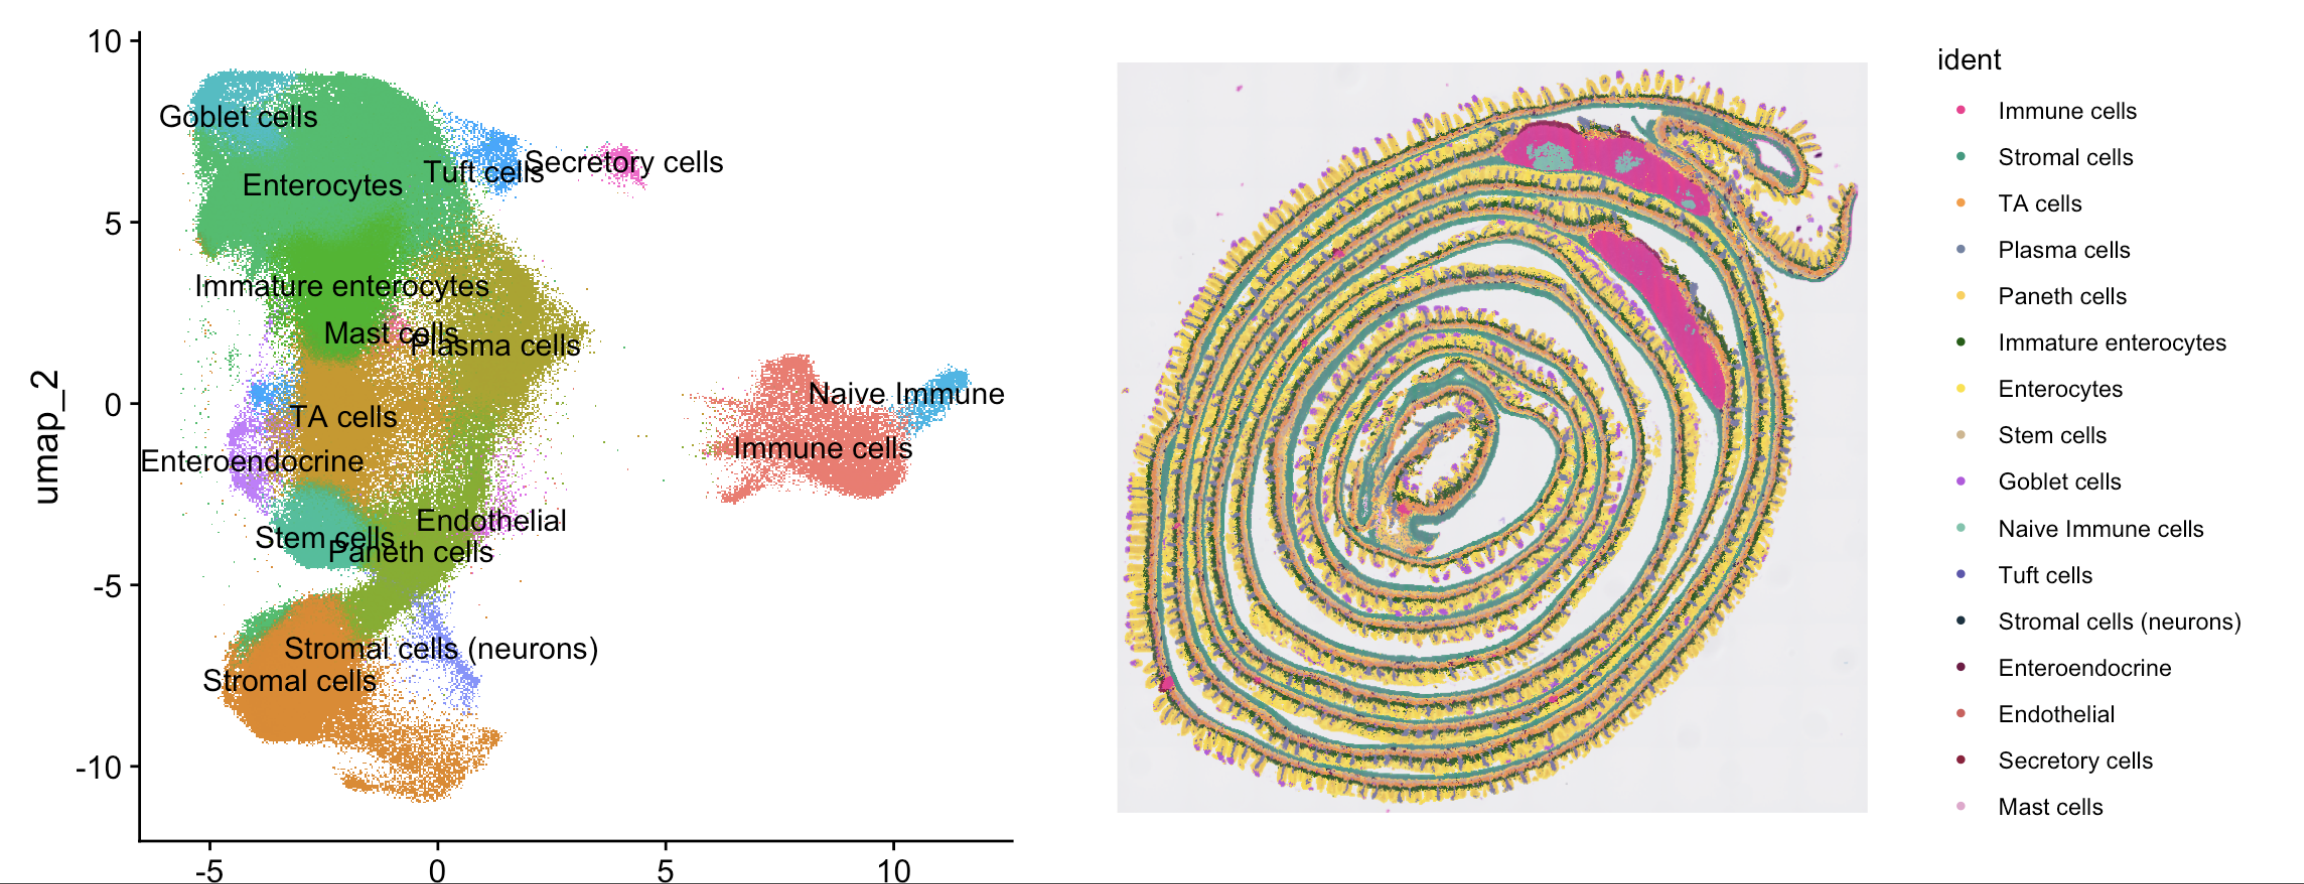 10
5
0
-5
-10
umap_2
-5
0
5
10
Goblet cells
Enterocytes
Tuft cells
Secretory cells
Immature enterocytes
Mast cells
Plasma cells
TA cells
Naive Immune
Immune cells
Enteroendocrine
Endothelial
Stem cells
Paneth cells
Stromal cells (neurons)
Stromal cells
ident
Immune cells
Stromal cells
TA cells
Plasma cells
Paneth cells
Immature enterocytes
Enterocytes
Stem cells
Goblet cells
Naive Immune cells
Tuft cells
Stromal cells (neurons)
Enteroendocrine
Endothelial
Secretory cells
Mast cells